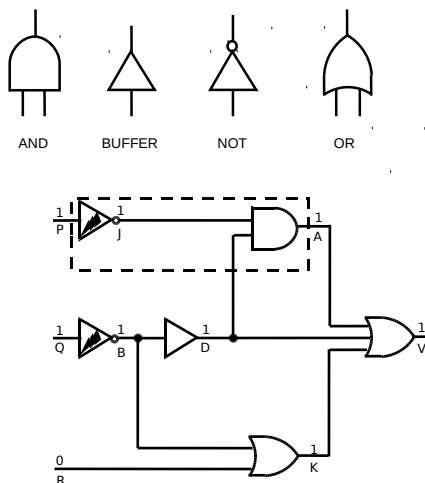 AND BUFFER NOT OR
1 1 1
P J A
1 1 1 1
Q B D V
0 1
R K